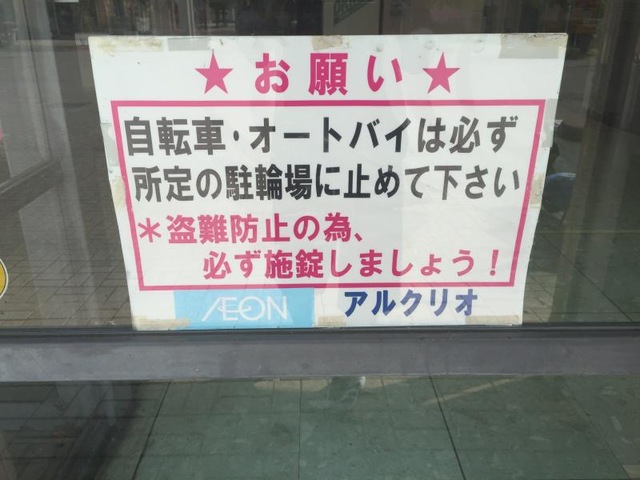 ★お願い★
自転車・オートバイは必ず
所定の駐輪場に止めて下さい
＊盗難防止の為、
必ず施錠しましょう！
ÆON アルクリオ